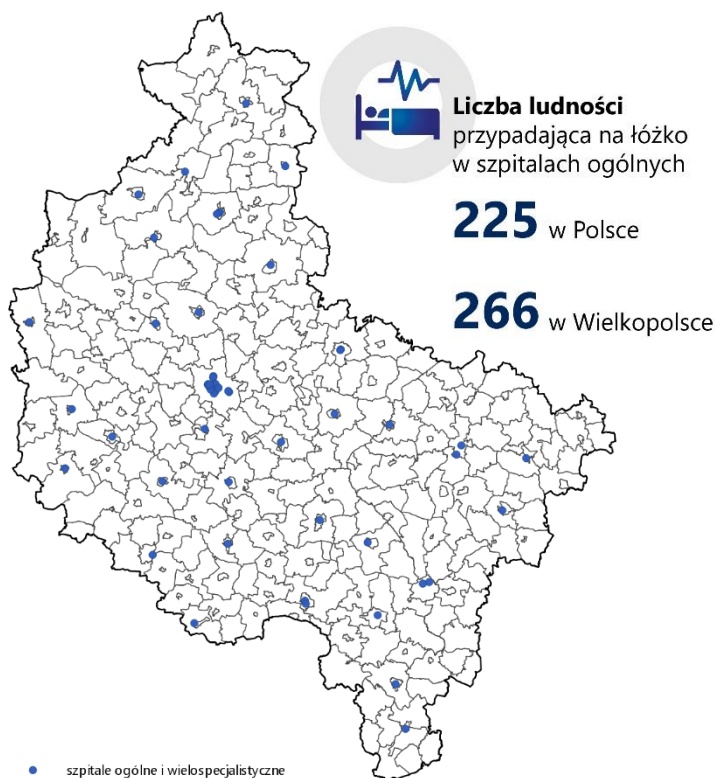 Liczba ludności
przypadająca na łóżko
w szpitalach ogólnych
225 w Polsce
266 w Wielkopolsce
szpitale ogólne i wielospecjalistyczne